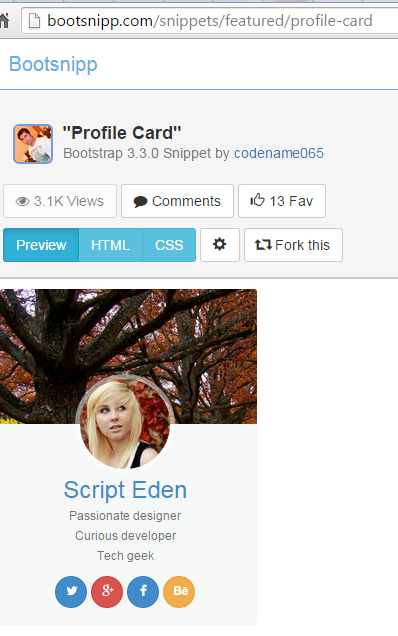 bootsnipp.com/snippets/featured/profile-card
Bootsnipp
"Profile Card"
Bootstrap 3.3.0 Snippet by codename065
3.1K Views Comments 13 Fav
Preview HTML CSS Fork this
Script Eden
Passionate designer
Curious developer
Tech geek
g+ f Bē